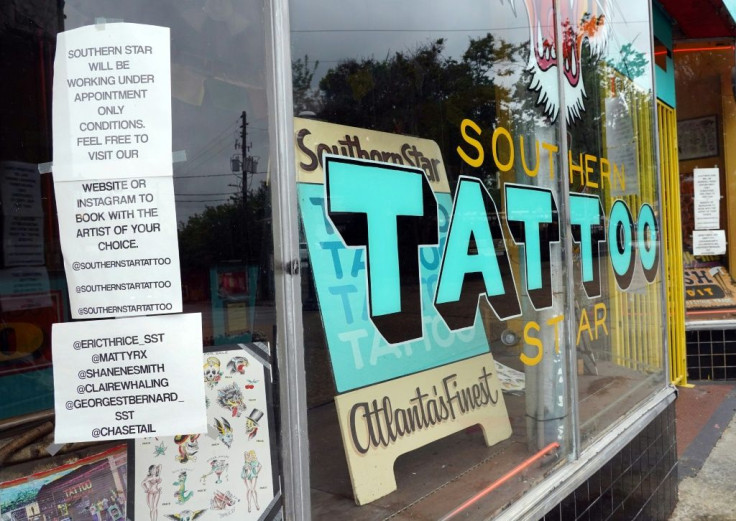 SOUTHERN STAR
WILL BE
WORKING UNDER
APPOINTMENT
ONLY
CONDITIONS.
FEEL FREE TO
VISIT OUR
WEBSITE OR
INSTAGRAM TO
BOOK WITH THE
ARTIST OF YOUR
CHOICE.
@SOUTHERNSTARTATTOO
@SOUTHERNSTARTATTOO
@SOUTHERNSTARTATTOO
@ERICTHRICE_SST
@MATTYRX
@SHANENESMITH
@CLAIREWHALING
@GEORGESTBERNARD_
SST
@CHASETAIL
TATTOO
Southern Star
TATTOO
Atlanta's Finest
SOUTHERN
TATTOO
STAR